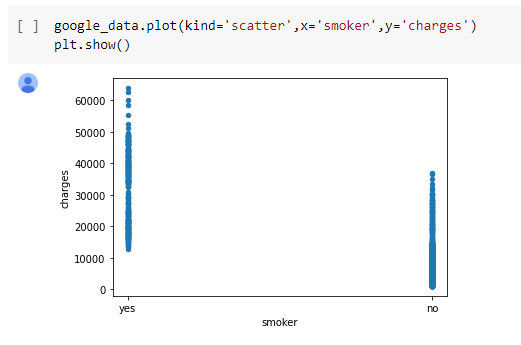 [ ] google_data.plot(kind='scatter',x='smoker',y='charges')
plt.show()
60000
50000
40000
30000
20000
10000
0
charges
yes no
smoker